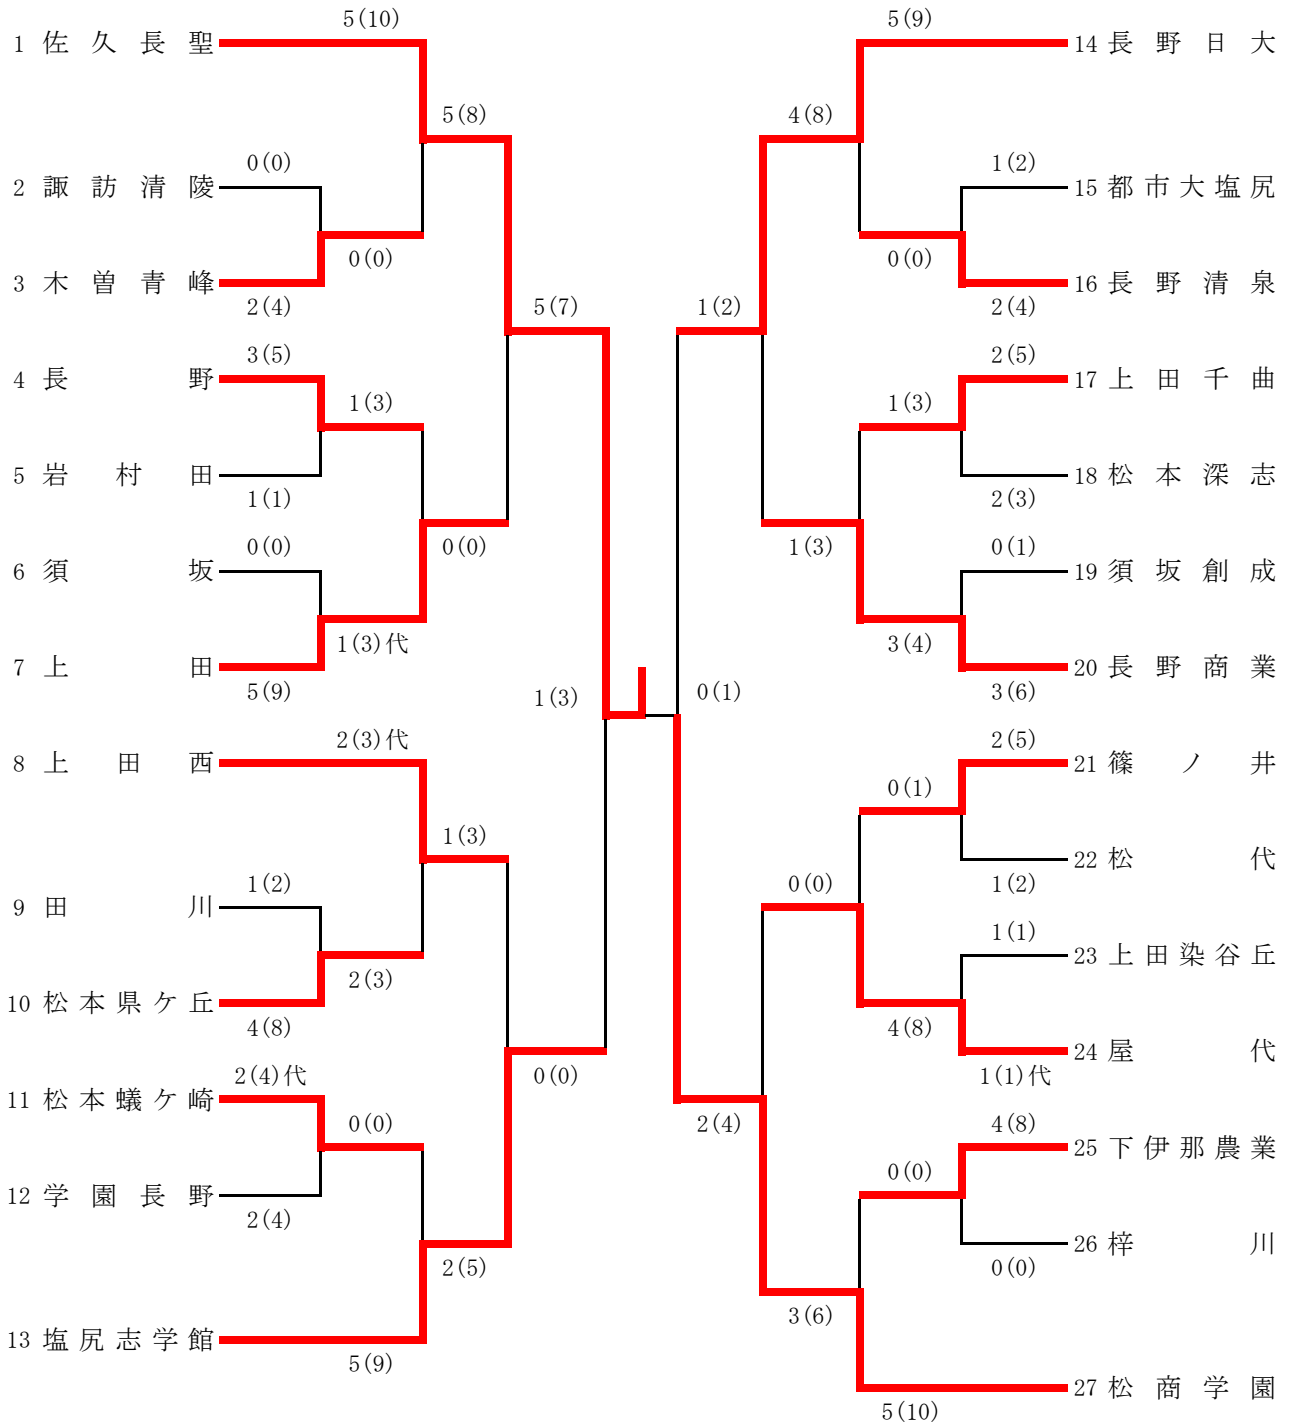 5(10)
1 佐久長聖
5(8)
0(0)
2 諏訪清陵
0(0)
3 木曽青峰
2(4)
5(7)
3(5)
4 長野
1(3)
5 岩村田
1(1)
0(0)
0(0)
6 須坂
1(3)代
7 上田
5(9)
1(3)
2(3)代
8 上田西
1(3)
1(2)
9 田川
2(3)
10 松本県ケ丘
4(8)
2(4)代
0(0)
11 松本蟻ケ崎
0(0)
12 学園長野
2(4)
2(5)
13 塩尻志学館
5(9)
5(9)
14 長野日大
4(8)
1(2)
15 都市大塩尻
0(0)
16 長野清泉
2(4)
1(2)
2(5)
17 上田千曲
1(3)
18 松本深志
2(3)
1(3)
0(1)
19 須坂創成
3(4)
20 長野商業
3(6)
0(1)
2(5)
21 篠ノ井
0(1)
22 松代
1(2)
0(0)
1(1)
23 上田染谷丘
4(8)
24 屋代
1(1)代
2(4)
4(8)
25 下伊那農業
0(0)
26 梓川
0(0)
3(6)
27 松商学園
5(10)